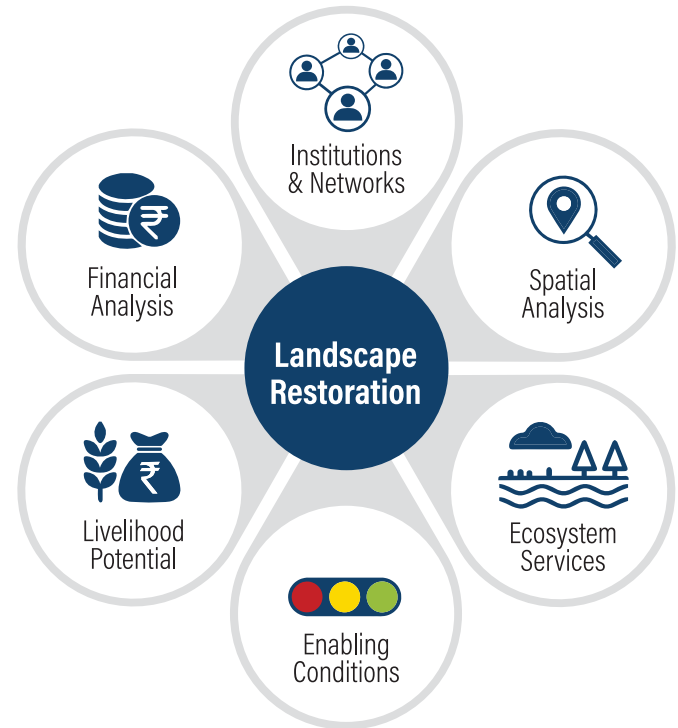 Institutions
& Networks
Financial
Analysis
Spatial
Analysis
Landscape
Restoration
Livelihood
Potential
Ecosystem
Services
Enabling
Conditions